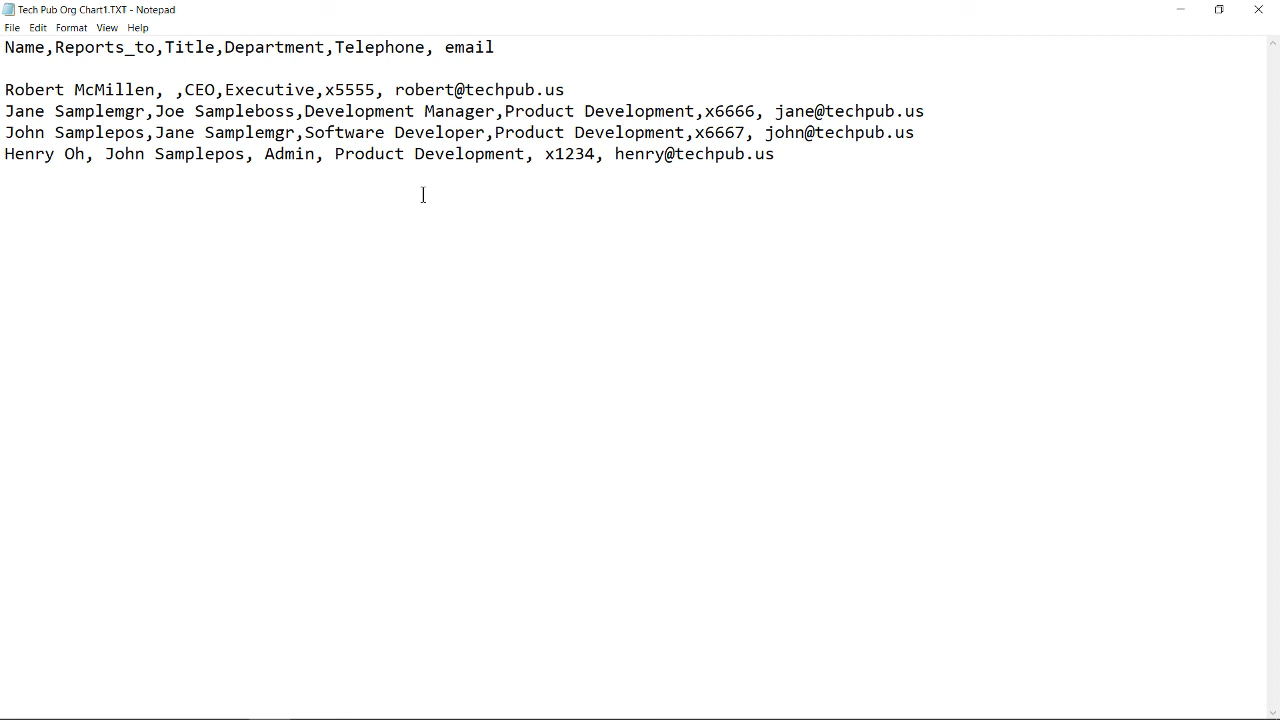 Tech Pub Org Chart1.TXT - Notepad
File Edit Format View Help
Name,Reports_to,Title,Department,Telephone, email
Robert McMillen, ,CEO,Executive,x5555, robert@techpub.us
Jane Samplemgr,Joe Sampleboss,Development Manager,Product Development,x6666, jane@techpub.us
John Samplepos,Jane Samplemgr,Software Developer,Product Development,x6667, john@techpub.us
Henry Oh, John Samplepos, Admin, Product Development, x1234, henry@techpub.us